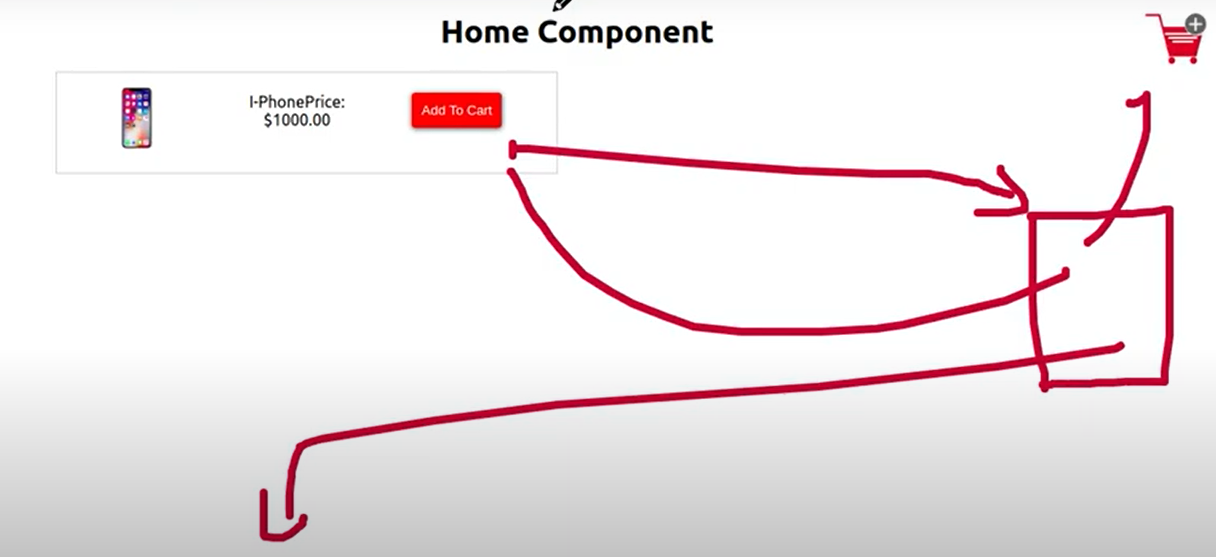 Home Component
I-PhonePrice:
$1000.00
Add To Cart